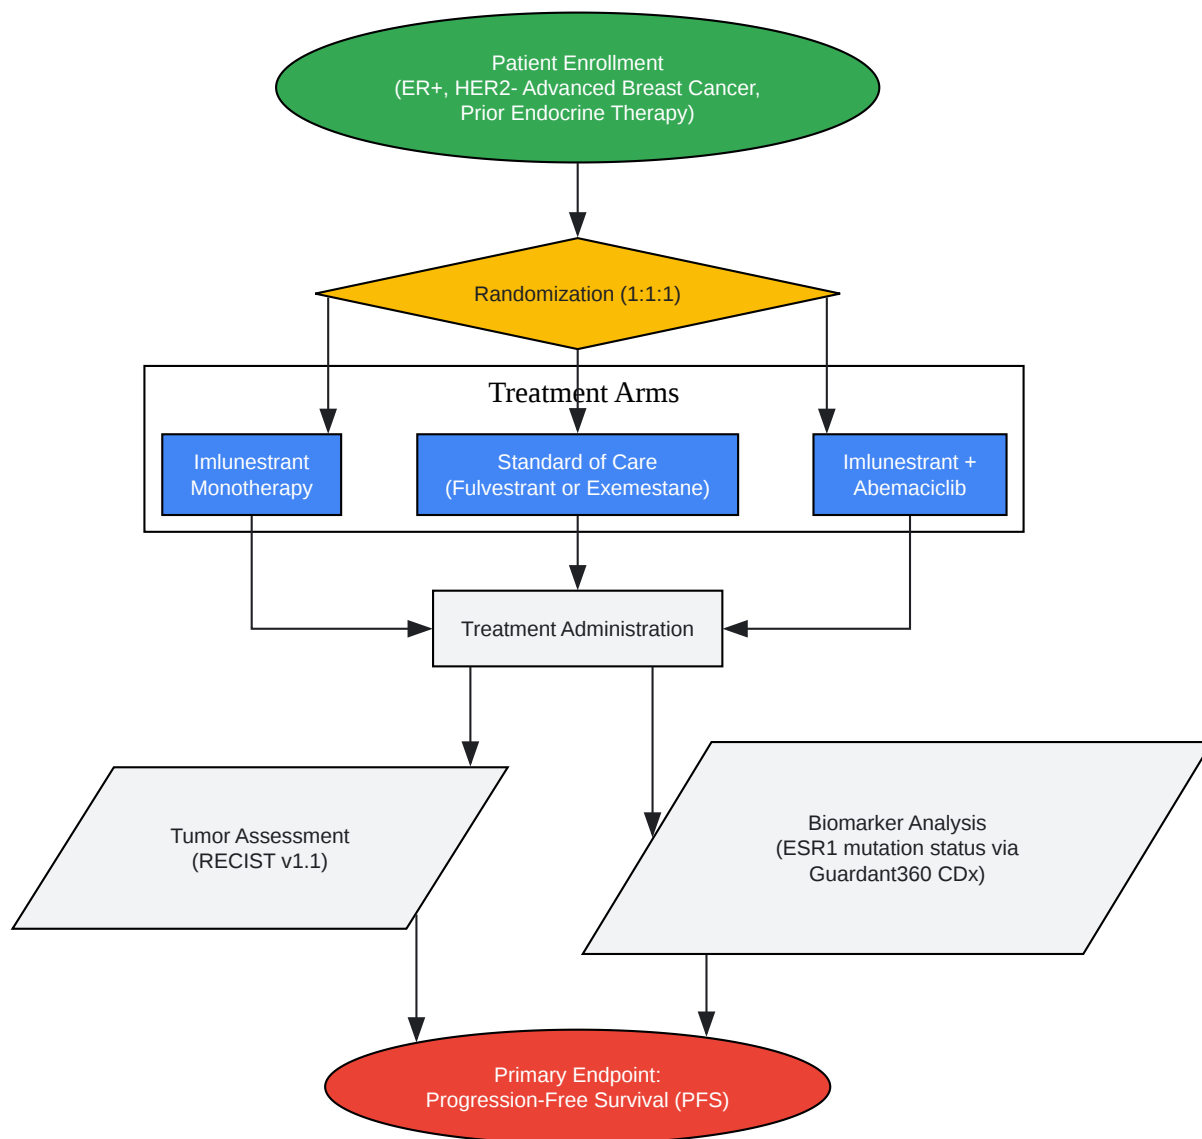 Patient Enrollment
(ER+, HER2- Advanced Breast Cancer,
Prior Endocrine Therapy)
Randomization (1:1:1)
Treatment Arms
Imlunestrant
Monotherapy
Standard of Care
(Fulvestrant or Exemestane)
Imlunestrant +
Abemaciclib
Treatment Administration
Tumor Assessment
(RECIST v1.1)
Biomarker Analysis
(ESR1 mutation status via
Guardant360 CDx)
Primary Endpoint:
Progression-Free Survival (PFS)